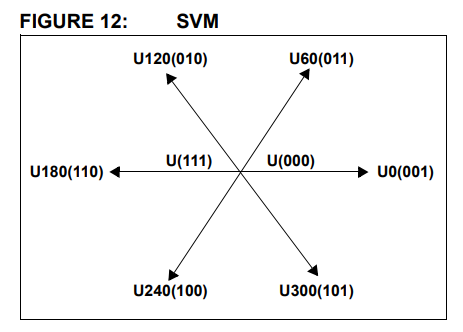 FIGURE 12: SVM
U120(010) U60(011)
U(111) U(000)
U180(110) U0(001)
U240(100) U300(101)